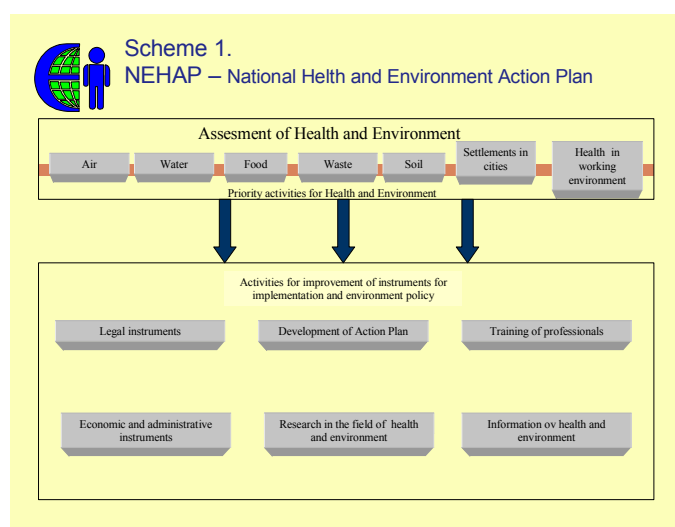 Scheme 1.
NEHAP – National Helth and Environment Action Plan
Assesment of Health and Environment
Air
Water
Food
Waste
Soil
Settlements in
cities
Health in
working
environment
Priority activities for Health and Environment
Activities for improvement of instruments for
implementation and environment policy
Legal instruments
Development of Action Plan
Training of professionals
Economic and administrative
instruments
Research in the field of health
and environment
Information ov health and
environment